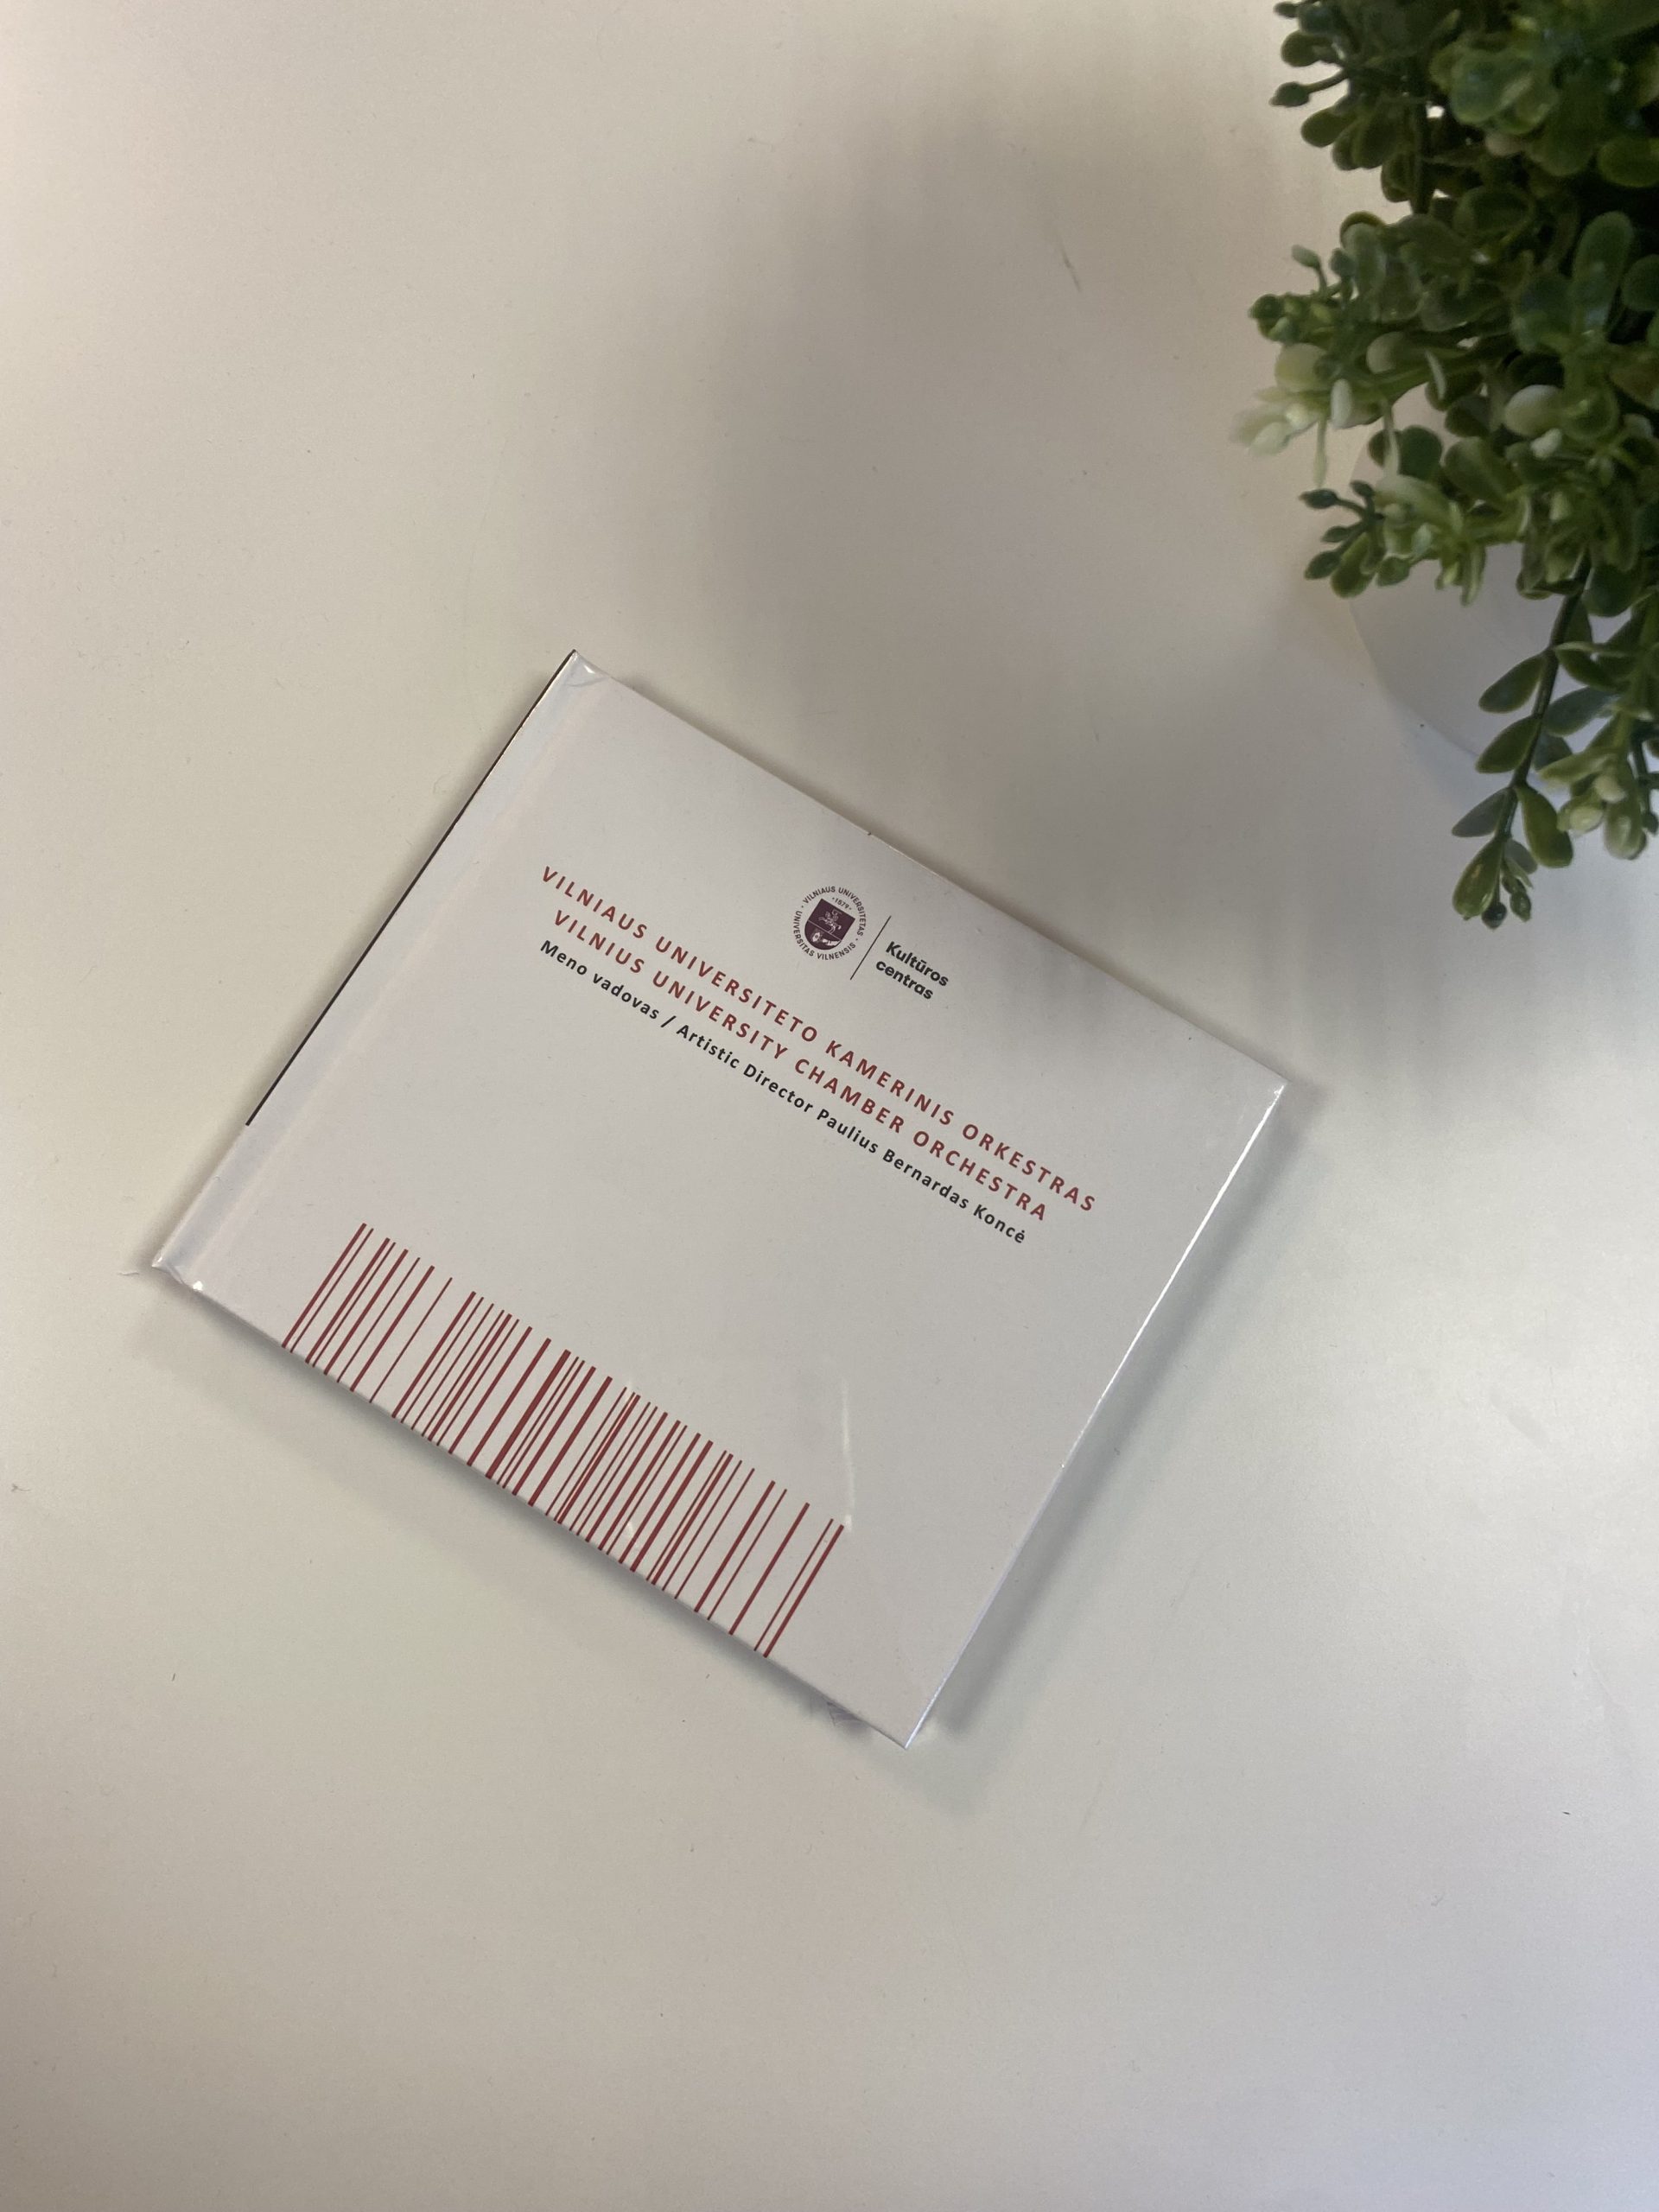 VILNIAUS UNIVERSITETAS · UNIVERSITAS VILNENSIS ·
·1579·
Kultūros
centras
VILNIAUS UNIVERSITETO KAMERINIS ORKESTRAS
VILNIUS UNIVERSITY CHAMBER ORCHESTRA
Meno vadovas / Artistic Director Paulius Bernardas Koncė